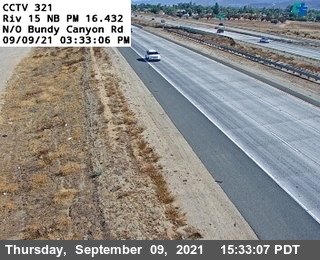 CCTV 321
Riv 15 NB PM 16.432
N/O Bundy Canyon Rd
09/09/21 03:33:06 PM
Thursday, September 09, 2021 15:33:07 PDT